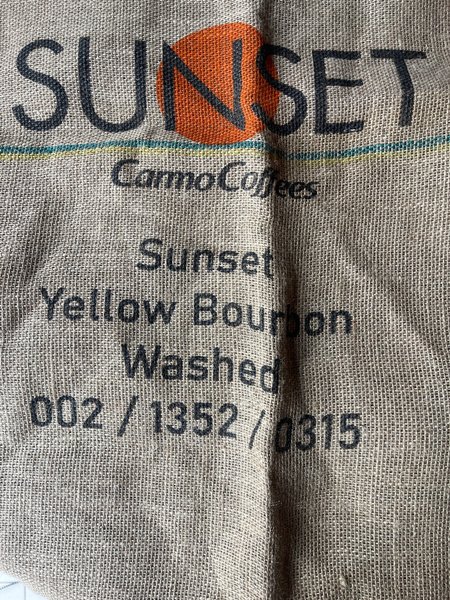 SUNSET
CarmoCoffees
Sunset
Yellow Bourbon
Washed
002 / 1352 / 0315